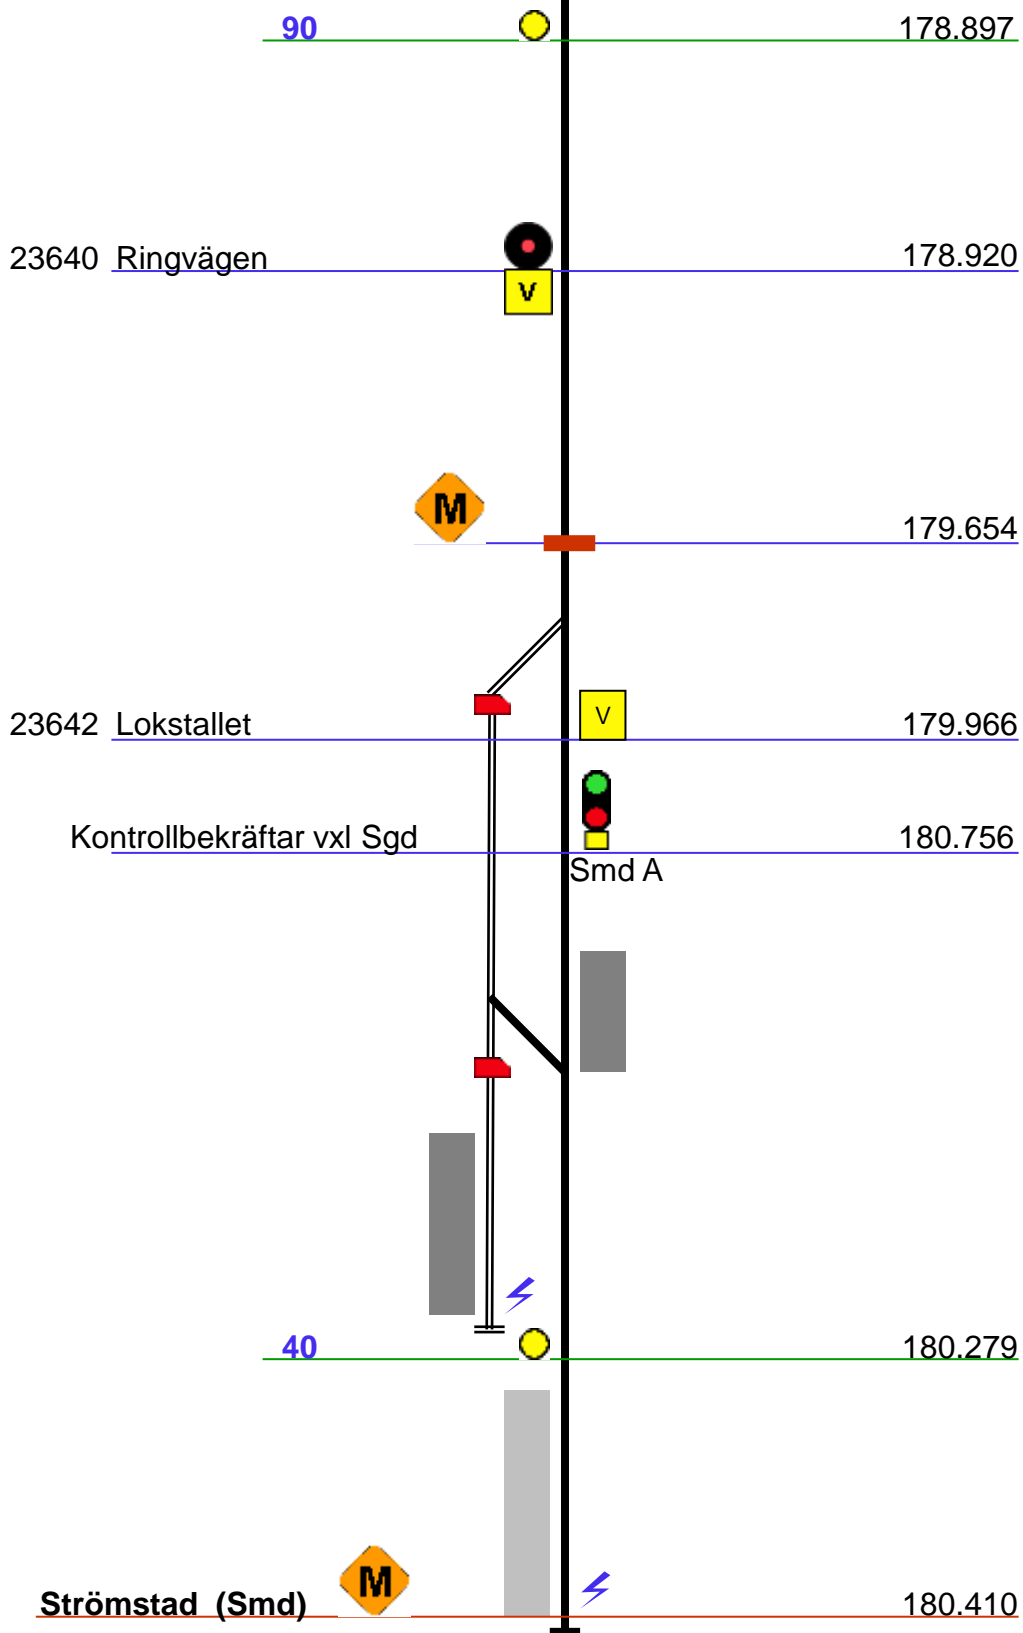 90 178.897
23640 Ringvägen 178.920
V
M 179.654
V
23642 Lokstallet 179.966
Kontrollbekräftar vxl Sgd 180.756
Smd A
40 180.279
M
Strömstad (Smd) 180.410